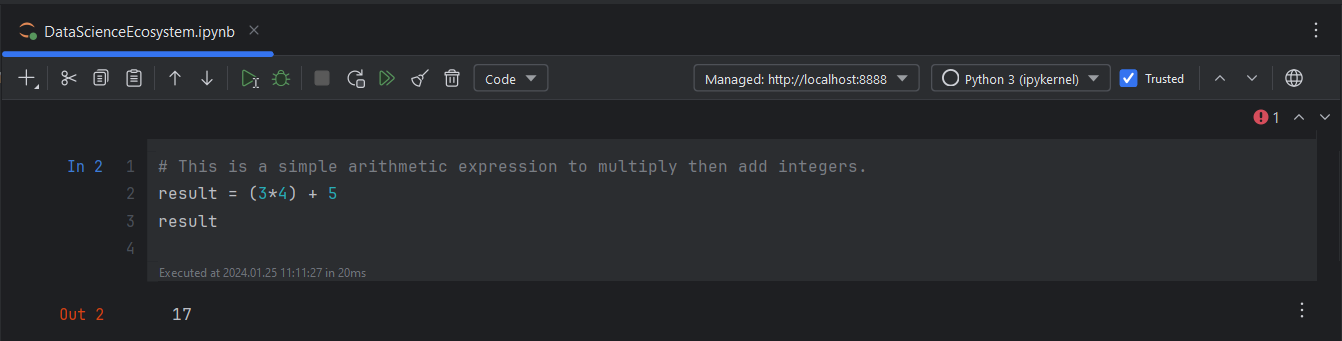 DataScienceEcosystem.ipynb
Code
Managed: http://localhost:8888
Python 3 (ipykernel)
Trusted
1
In 2
1 # This is a simple arithmetic expression to multiply then add integers.
2 result = (3*4) + 5
3 result
4
Executed at 2024.01.25 11:11:27 in 20ms
Out 2 17